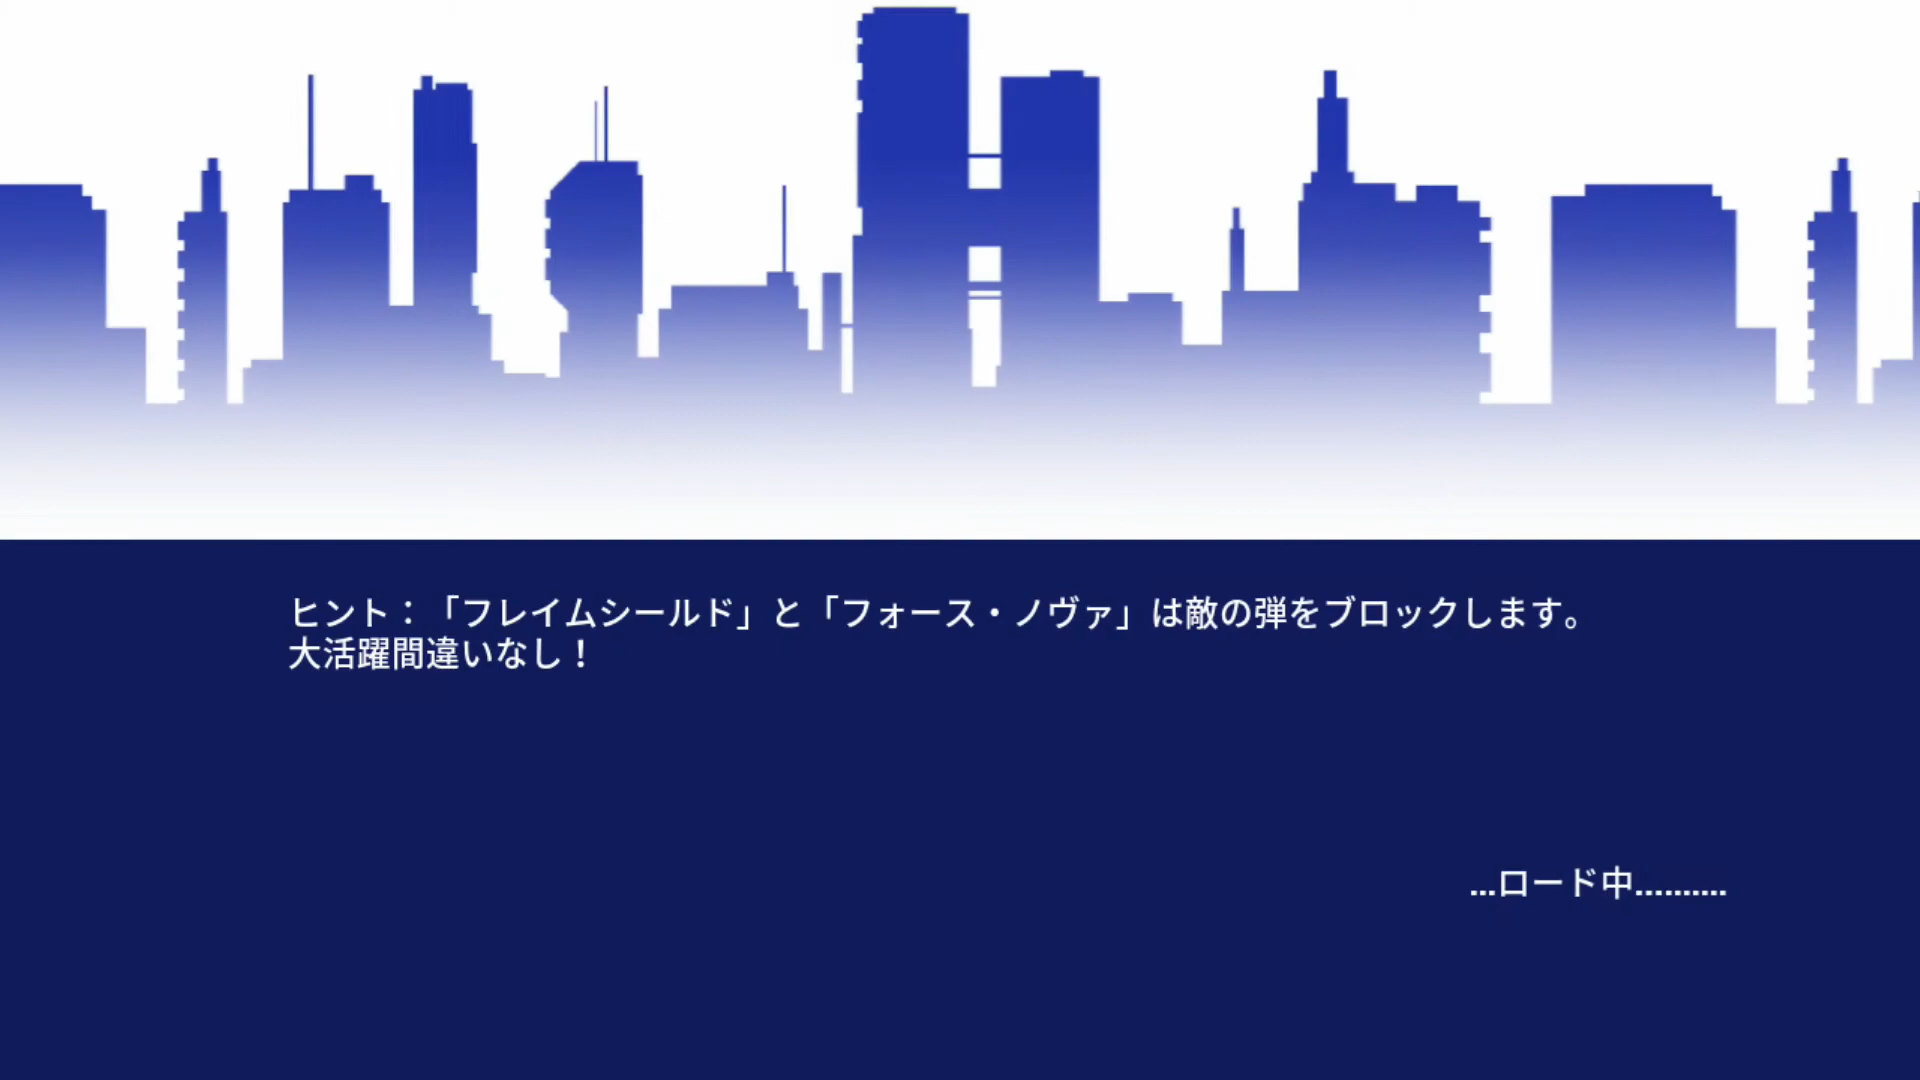 ヒント：「フレイムシールド」と「フォース・ノヴァ」は敵の弾をブロックします。
大活躍間違いなし！
...ロード中..........